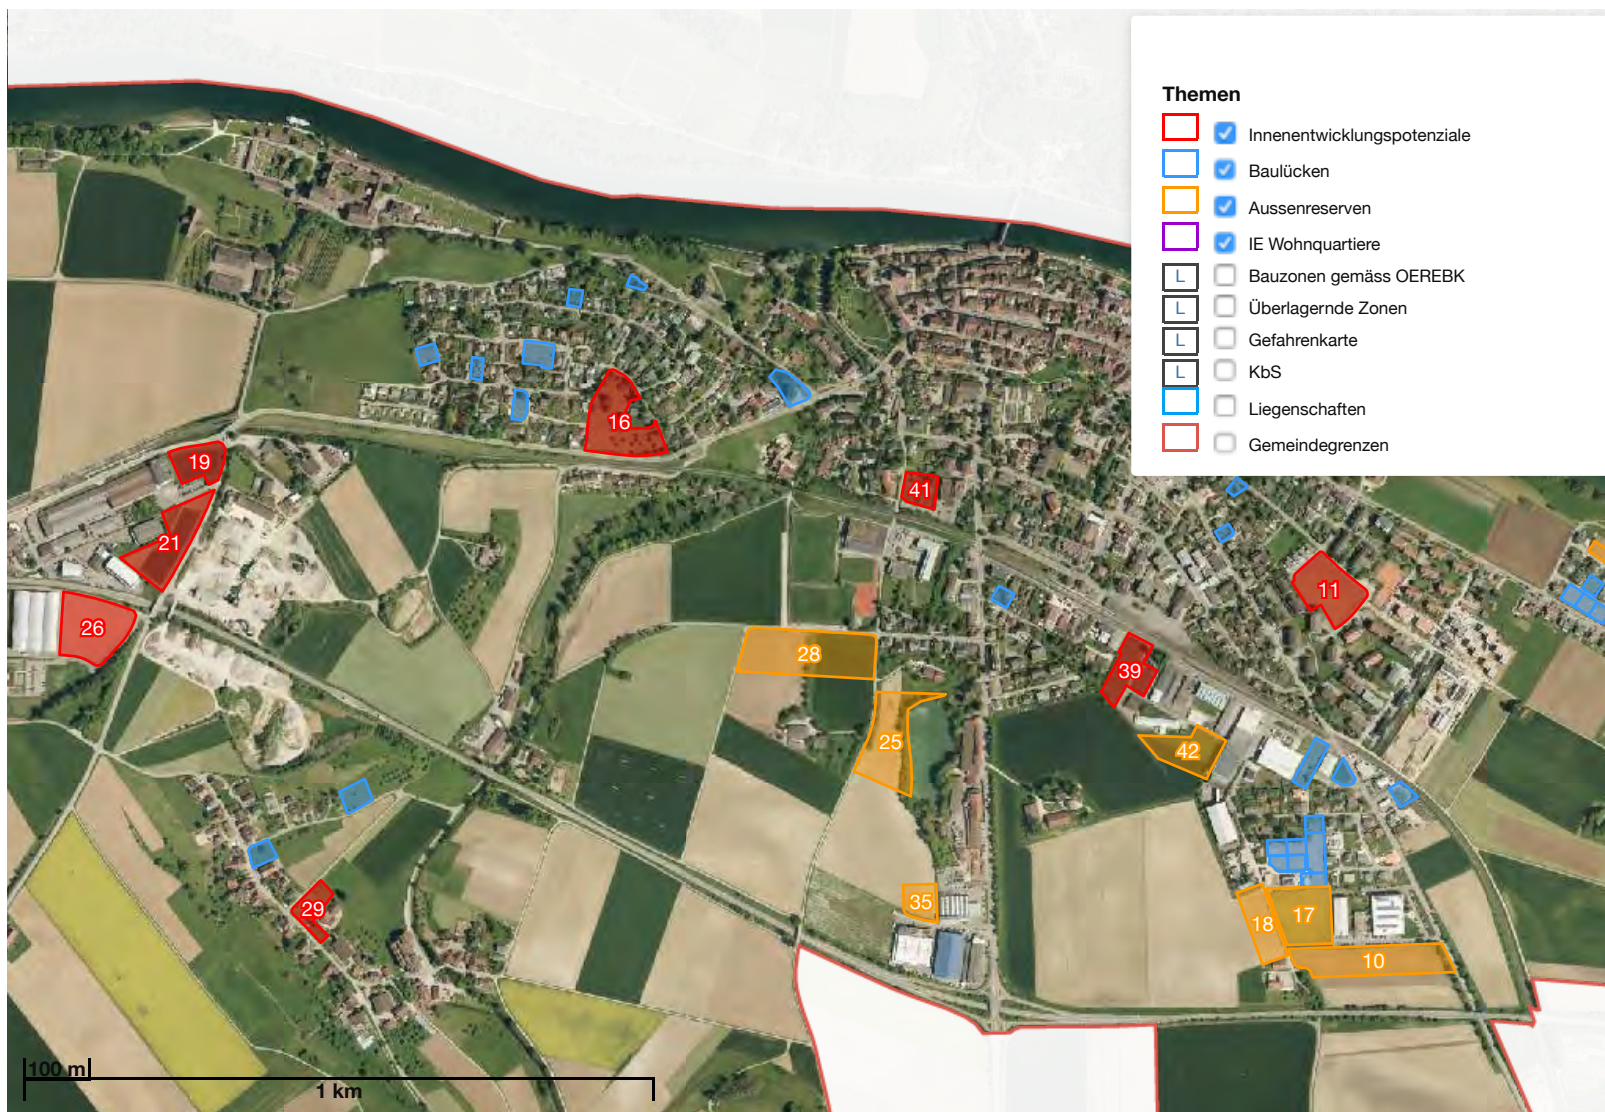 Themen
Innenentwicklungspotenziale
Baulücken
Aussenreserven
IE Wohnquartiere
L Bauzonen gemäss OEREBK
L Überlagernde Zonen
L Gefahrenkarte
L KbS
Liegenschaften
Gemeindegrenzen
16
19
41
21
11
26
28
39
25
42
35
29
17
18
10
100 m
1 km